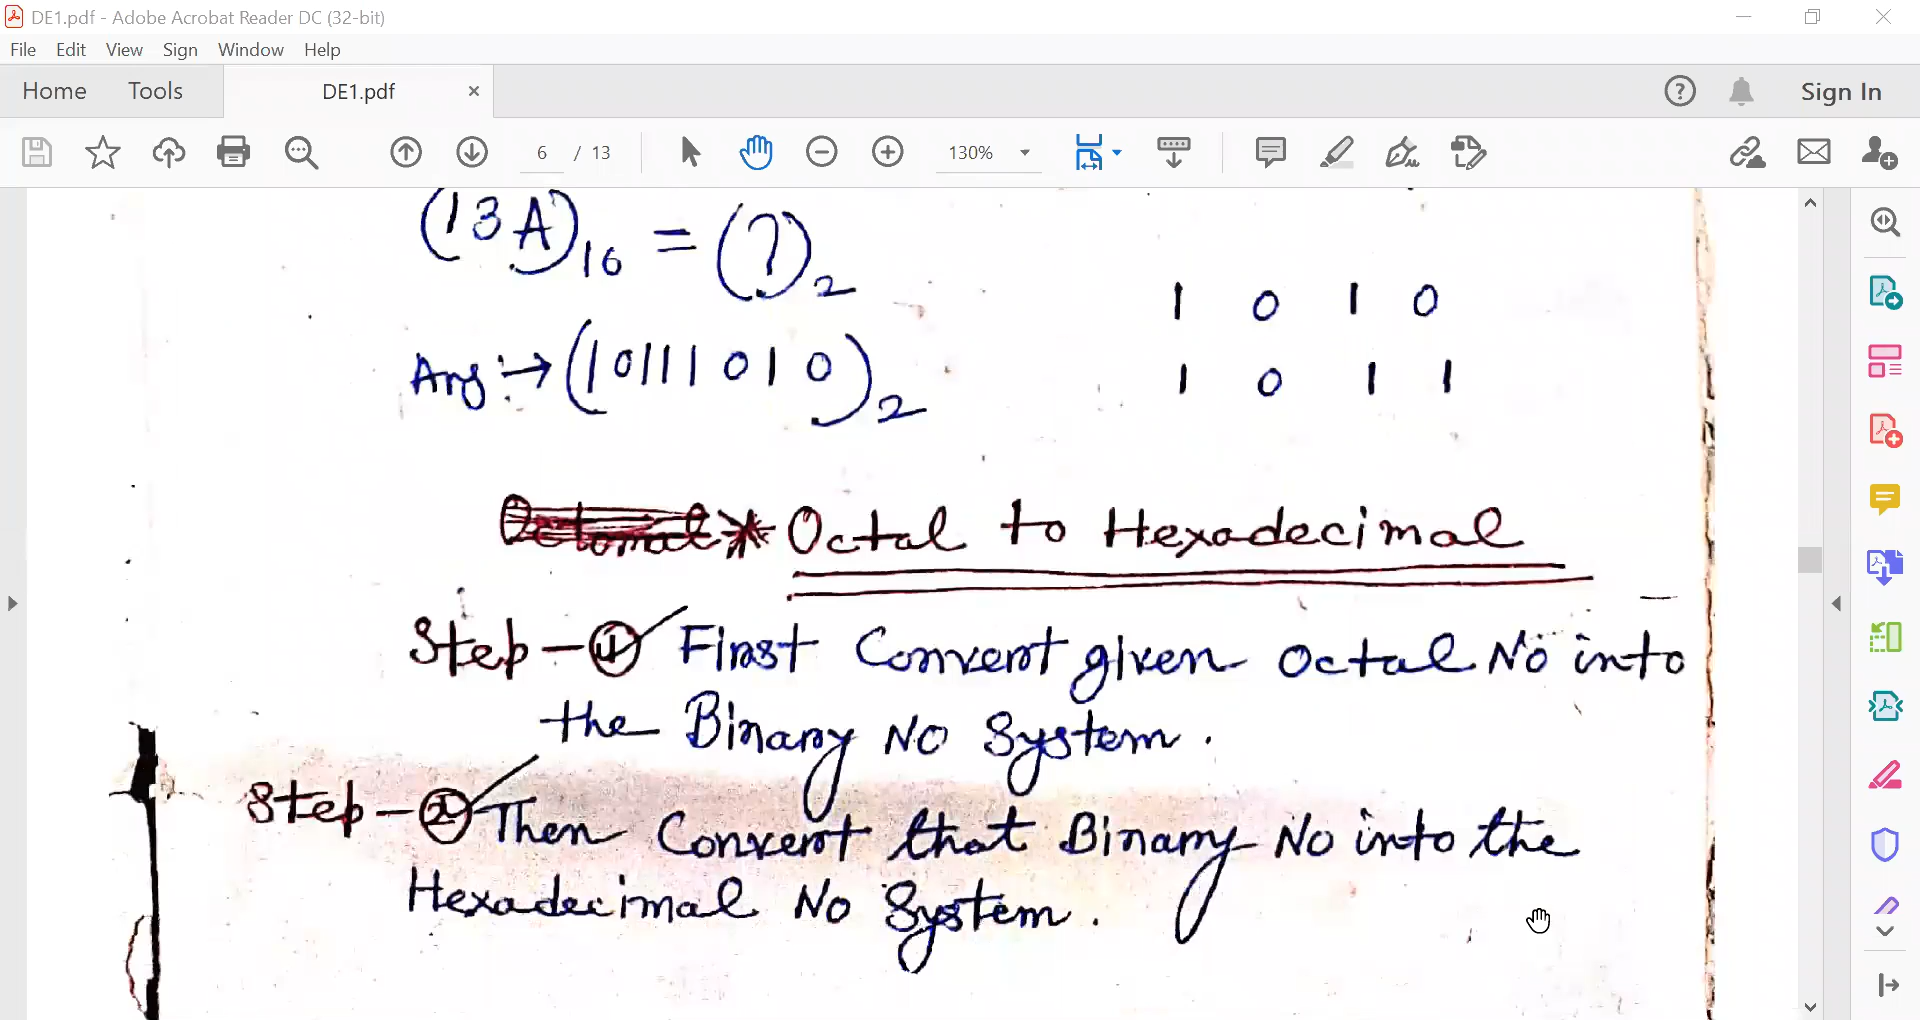 DE1.pdf - Adobe Acrobat Reader DC (32-bit)
File Edit View Sign Window Help
Home Tools DE1.pdf × Sign In
6 / 13 130%
(13A)16 = (?)2
1 0 1 0
Ans :→ (10111010)2
1 0 1 1
* Octal to Hexadecimal
Step - 1 First Convert given Octal No into
the Binary No System .
Step - 2 Then Convert that Binary No into the
Hexadecimal No System .